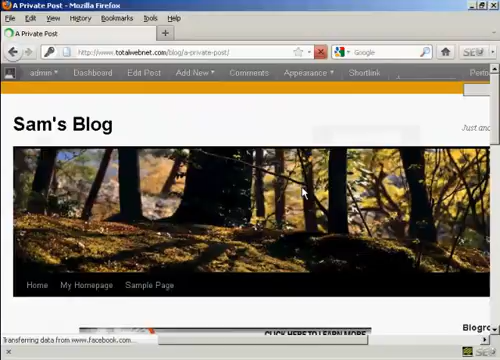 A Private Post - Mozilla Firefox
File Edit View History Bookmarks Tools Help
A Private Post
http://www.totalwebnet.com/blog/a-private-post/
Google
admin Dashboard Edit Post Add New Comments Appearance Shortlink
Sam's Blog
Just
Home My Homepage Sample Page
CLICK HERE TO LEARN MORE
Blogro
Transferring data from www.facebook.com...